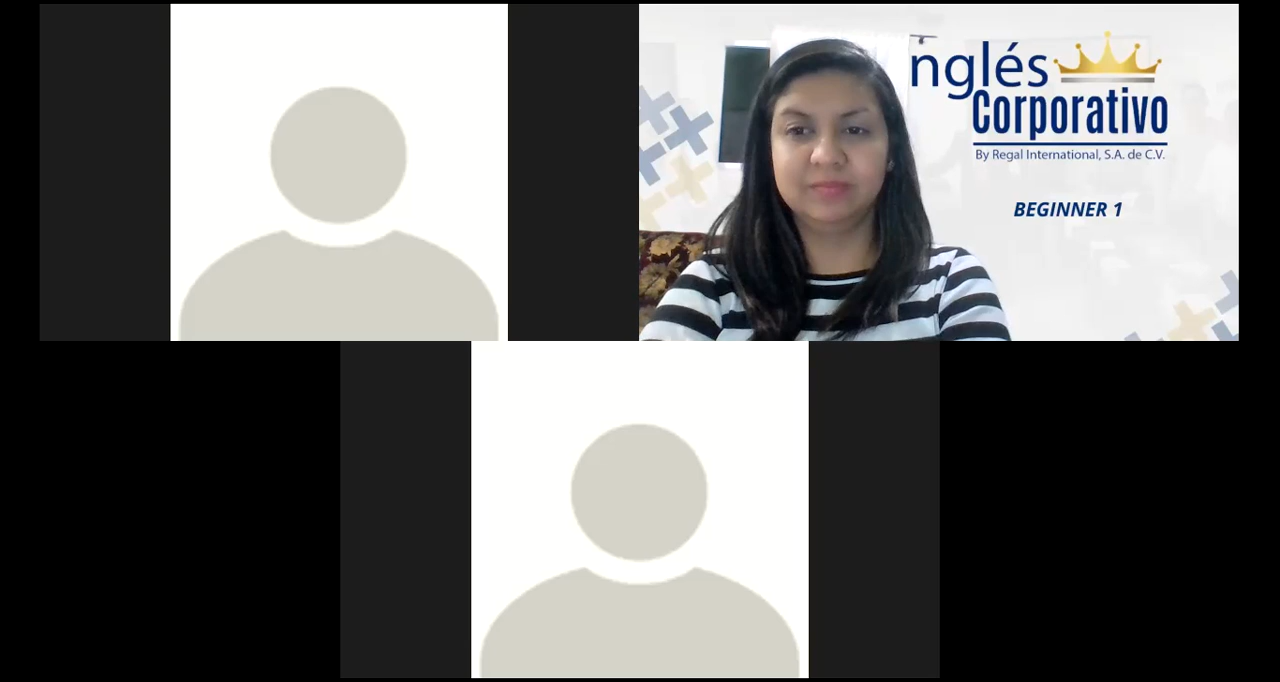 nglés
Corporativo
By Regal International, S.A. de C.V.
BEGINNER 1